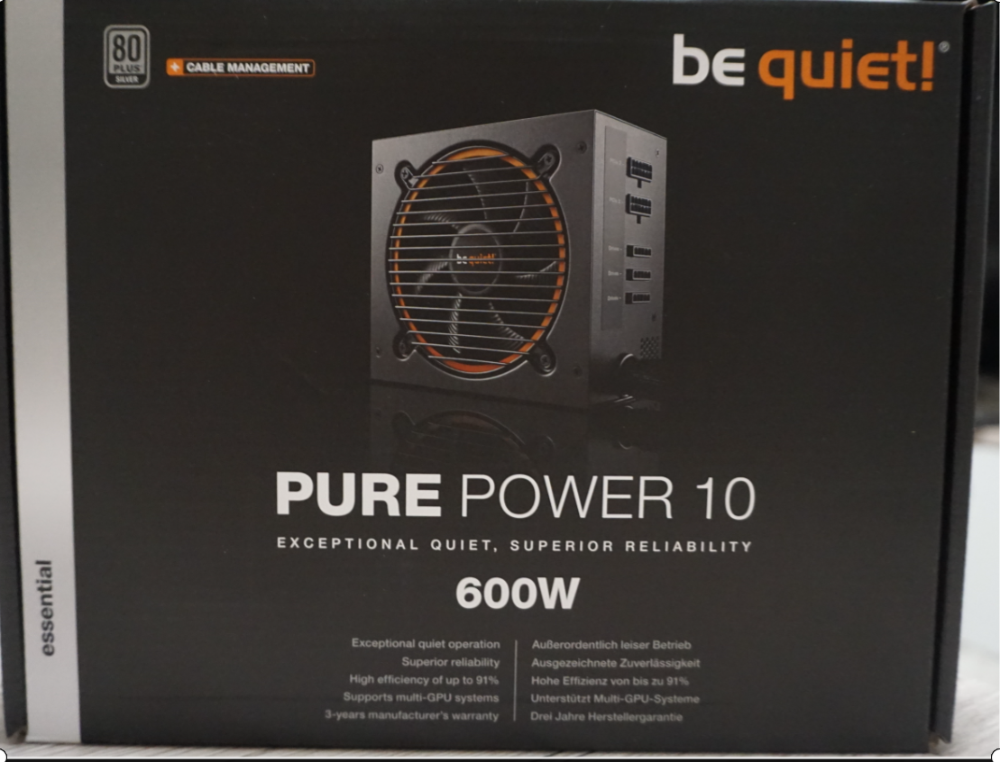 80
PLUS
SILVER
+ CABLE MANAGEMENT
be quiet!®
be quiet!
PURE POWER 10
EXCEPTIONAL QUIET, SUPERIOR RELIABILITY
600W
essential
Exceptional quiet operation
Superior reliability
High efficiency of up to 91%
Supports multi-GPU systems
3-years manufacturer's warranty
Außerordentlich leiser Betrieb
Ausgezeichnete Zuverlässigkeit
Hohe Effizienz von bis zu 91%
Unterstützt Multi-GPU-Systeme
Drei Jahre Herstellergarantie